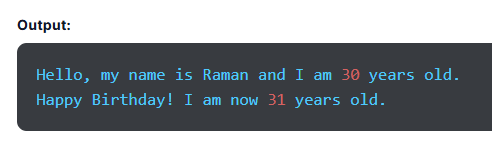 Output:
Hello, my name is Raman and I am 30 years old.
Happy Birthday! I am now 31 years old.